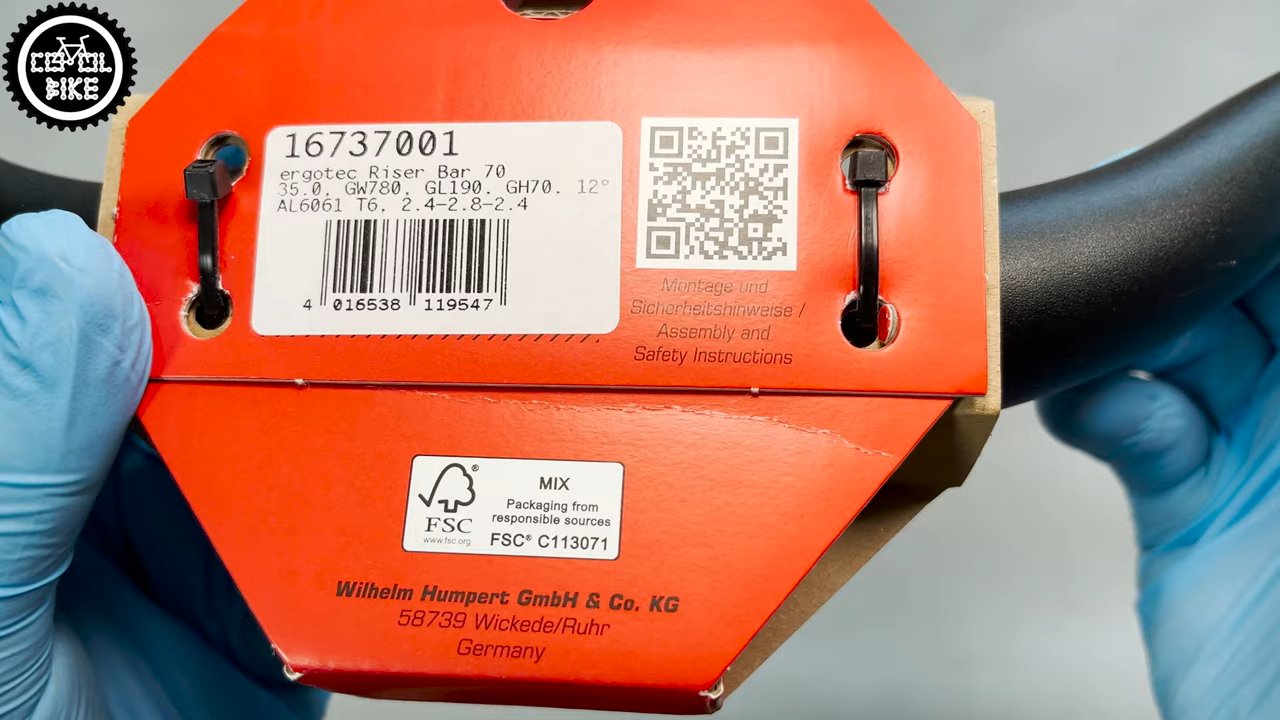 BIKE
16737001
ergotec Riser Bar 70
35.0, GW780, GL190. GH70. 12°
AL6061 T6, 2.4-2.8-2.4
4 016538 119547
Montage und
Sicherheitshinweise /
Assembly and
Safety Instructions
FSC®
www.fsc.org
MIX
Packaging from
responsible sources
FSC® C113071
Wilhelm Humpert GmbH & Co. KG
58739 Wickede/Ruhr
Germany